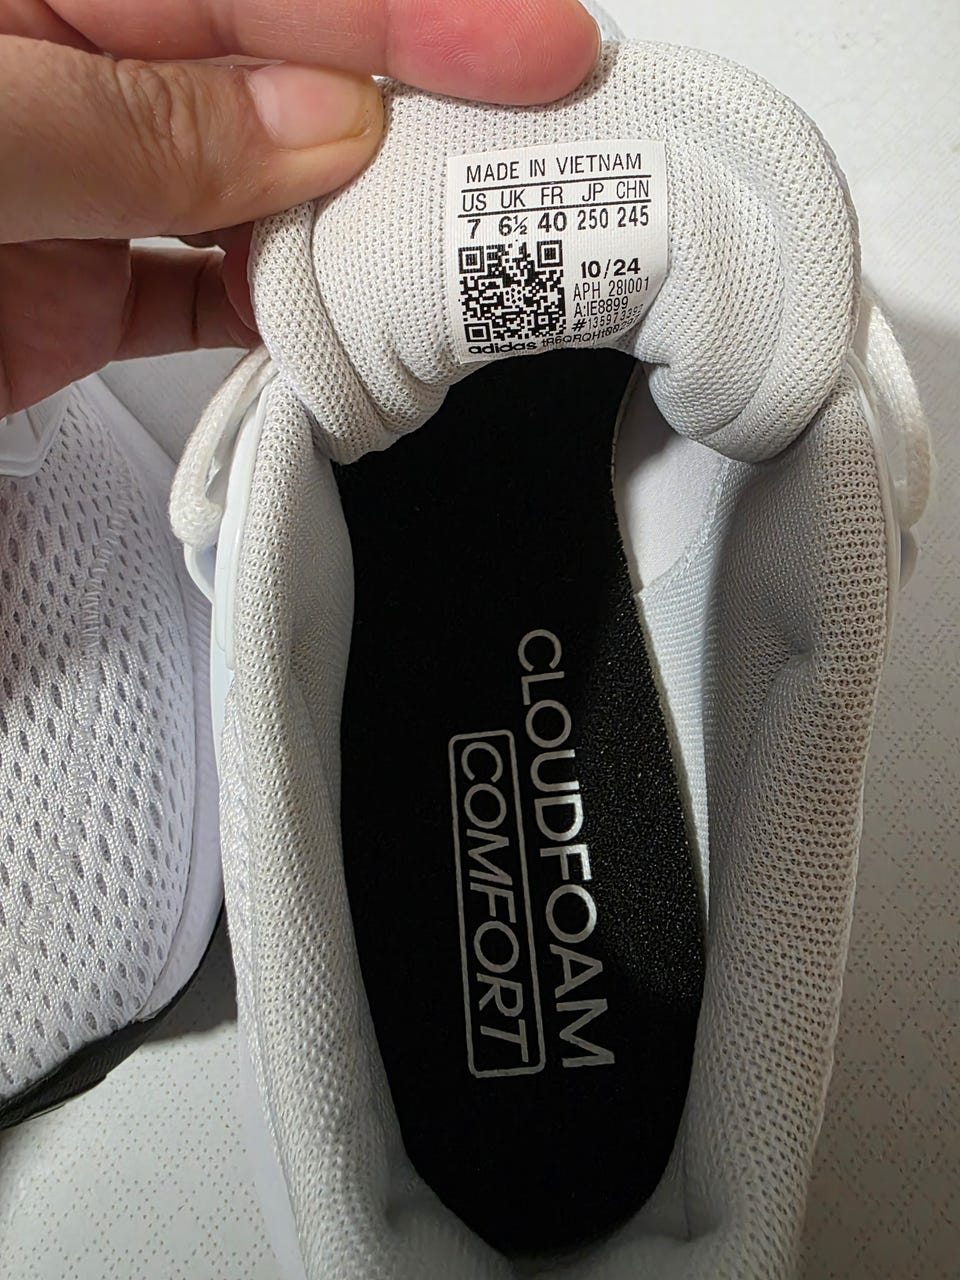 MADE IN VIETNAM
US UK FR JP CHN
7 6½ 40 250 245
10/24
APH 28I001
A:IE8899
adidas
CLOUDFOAM
COMFORT